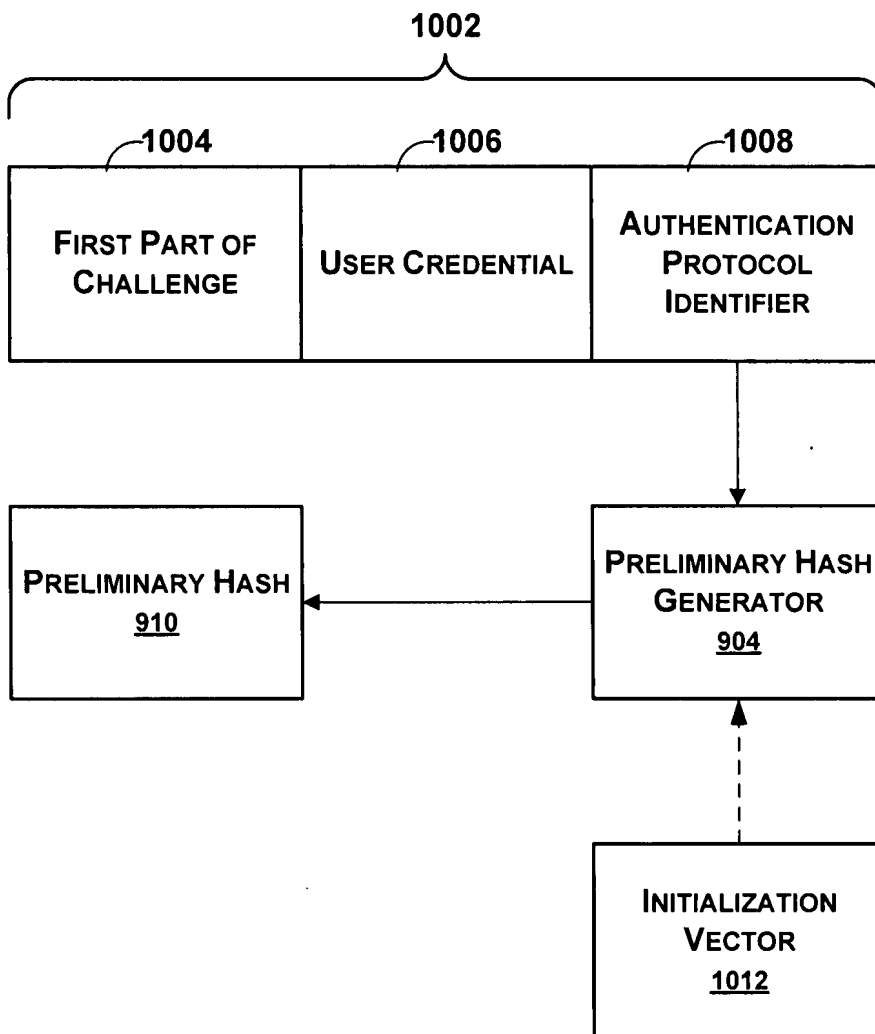 1002
1004
1006
1008
FIRST PART OF
CHALLENGE
USER CREDENTIAL
AUTHENTICATION
PROTOCOL
IDENTIFIER
PRELIMINARY HASH
910
PRELIMINARY HASH
GENERATOR
904
INITIALIZATION
VECTOR
1012